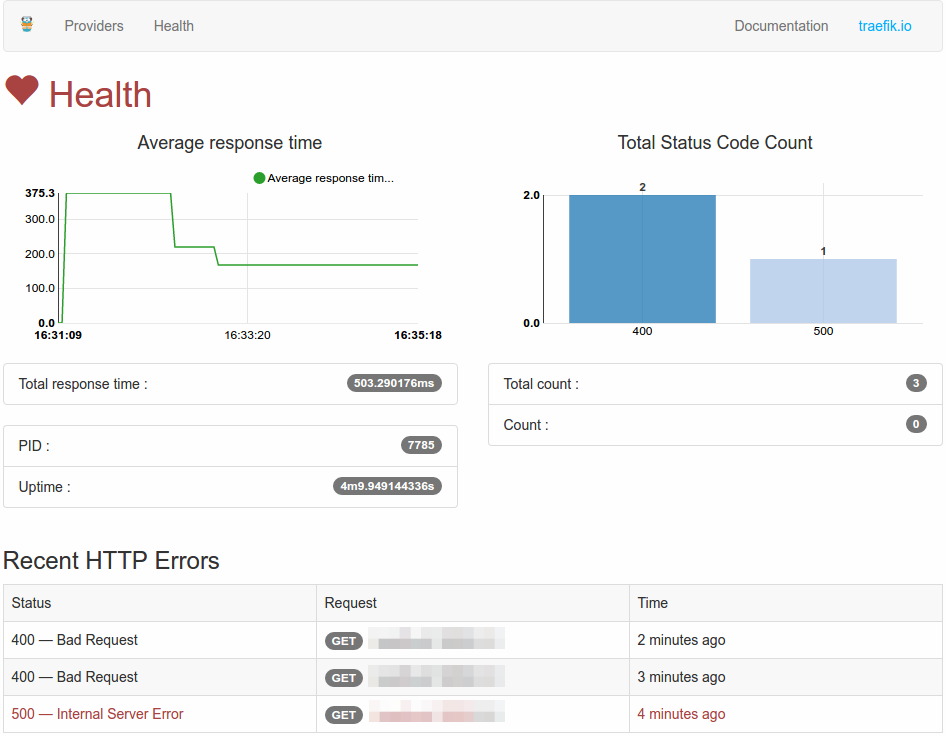 Providers Health Documentation traefik.io
Health
Average response time
Average response tim...
375.3
300.0
200.0
100.0
0.0
16:31:09 16:33:20 16:35:18
Total Status Code Count
2
2.0
1
0.0
400 500
Total response time : 503.290176ms
PID : 7785
Uptime : 4m9.949144336s
Total count : 3
Count : 0
Recent HTTP Errors
Status Request Time
400 — Bad Request GET 2 minutes ago
400 — Bad Request GET 3 minutes ago
500 — Internal Server Error GET 4 minutes ago